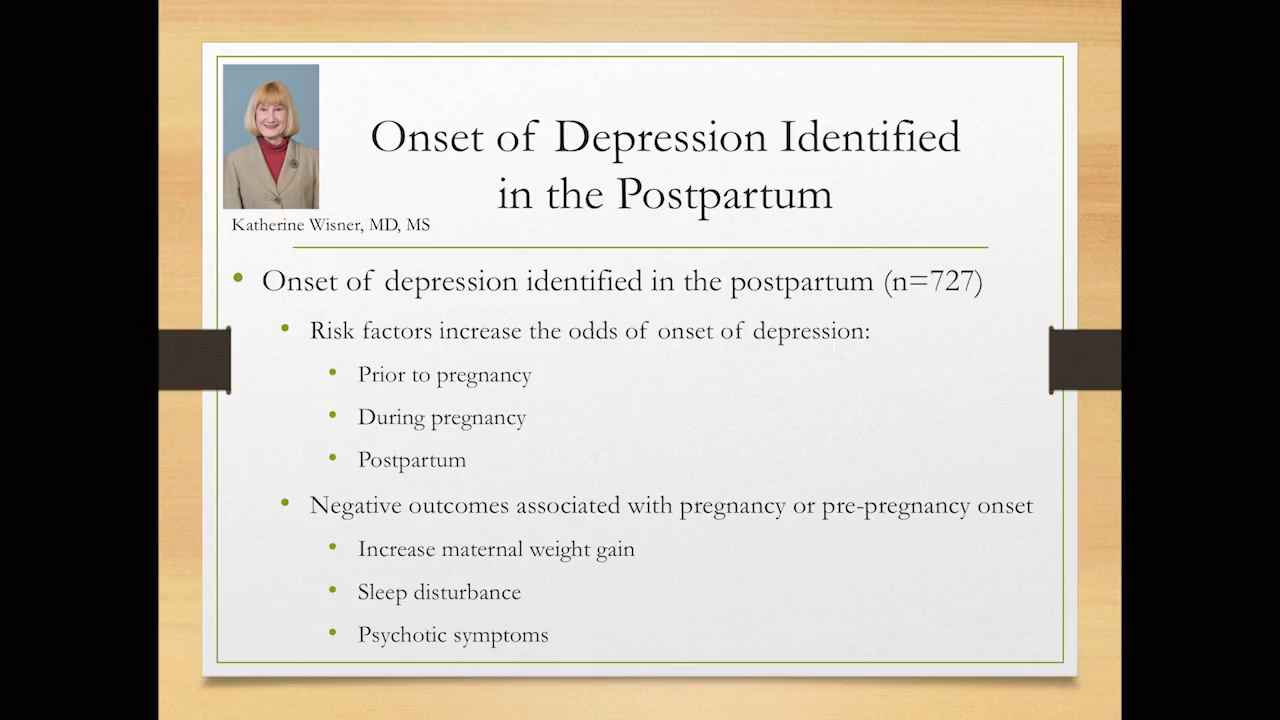 Onset of Depression Identified
in the Postpartum
Katherine Wisner, MD, MS
• Onset of depression identified in the postpartum (n=727)
• Risk factors increase the odds of onset of depression:
• Prior to pregnancy
• During pregnancy
• Postpartum
• Negative outcomes associated with pregnancy or pre-pregnancy onset
• Increase maternal weight gain
• Sleep disturbance
• Psychotic symptoms